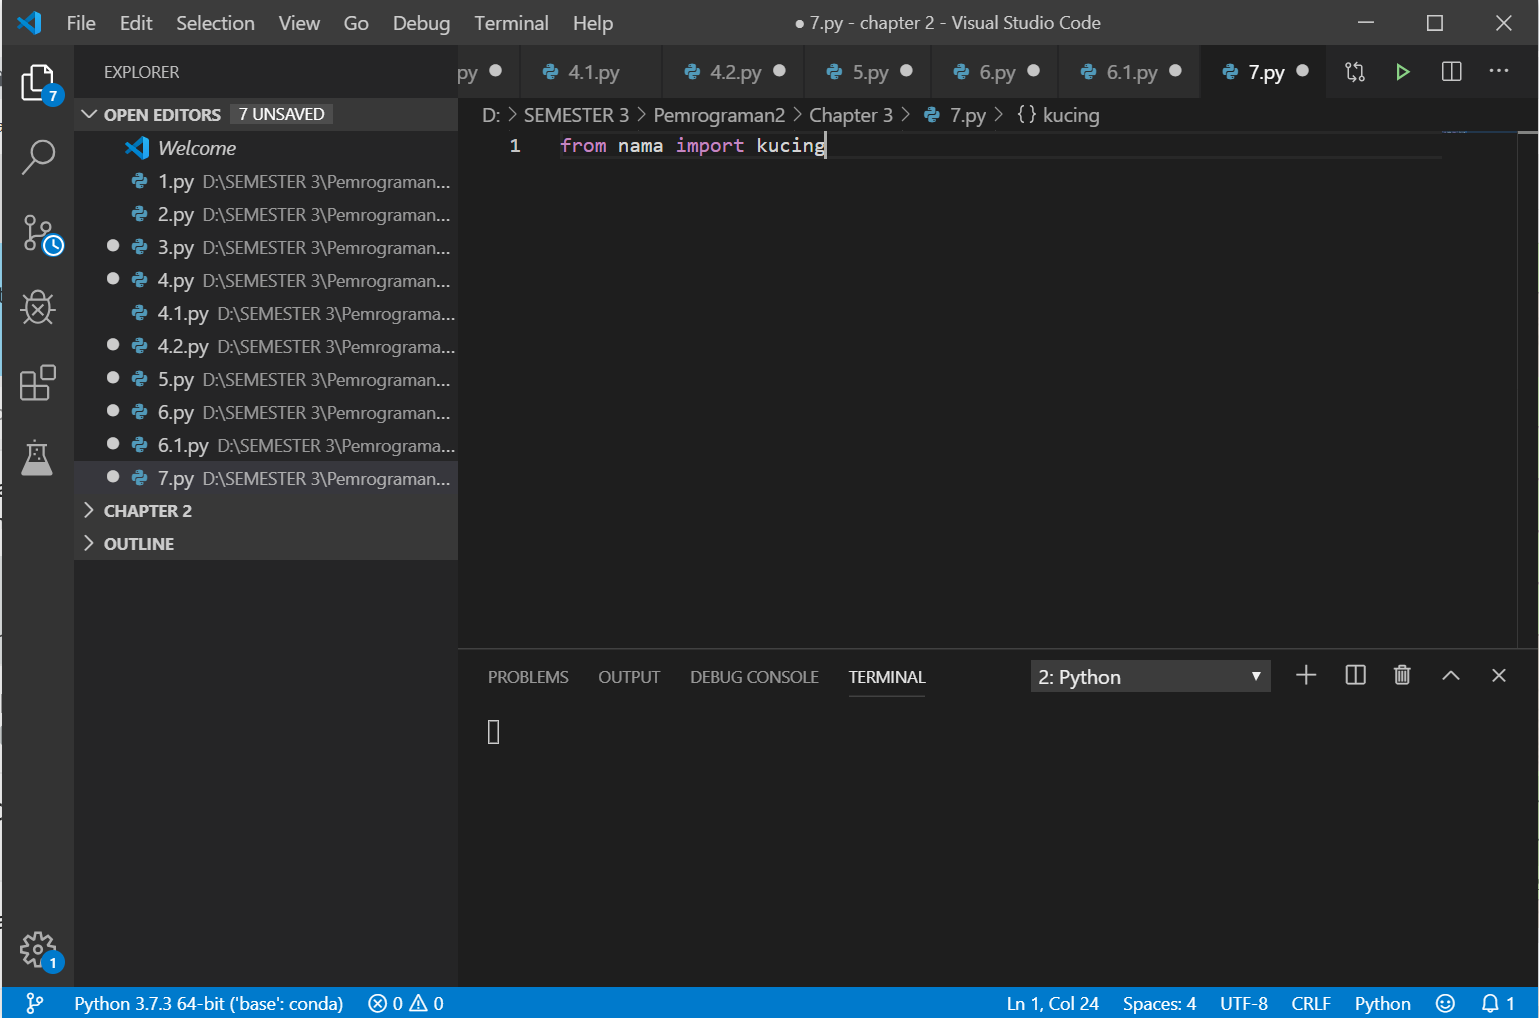 File Edit Selection View Go Debug Terminal Help ● 7.py - chapter 2 - Visual Studio Code
EXPLORER
py 4.1.py 4.2.py 5.py 6.py 6.1.py 7.py
OPEN EDITORS 7 UNSAVED
D: > SEMESTER 3 > Pemrograman2 > Chapter 3 > 7.py > {} kucing
1 from nama import kucing
Welcome
1.py D:\SEMESTER 3\Pemrograman...
2.py D:\SEMESTER 3\Pemrograman...
3.py D:\SEMESTER 3\Pemrograman...
4.py D:\SEMESTER 3\Pemrograman...
4.1.py D:\SEMESTER 3\Pemrograma...
4.2.py D:\SEMESTER 3\Pemrograma...
5.py D:\SEMESTER 3\Pemrograman...
6.py D:\SEMESTER 3\Pemrograman...
6.1.py D:\SEMESTER 3\Pemrograma...
7.py D:\SEMESTER 3\Pemrograman...
CHAPTER 2
OUTLINE
7
1
PROBLEMS OUTPUT DEBUG CONSOLE TERMINAL 2: Python
Python 3.7.3 64-bit ('base': conda) 0 0 Ln 1, Col 24 Spaces: 4 UTF-8 CRLF Python 1